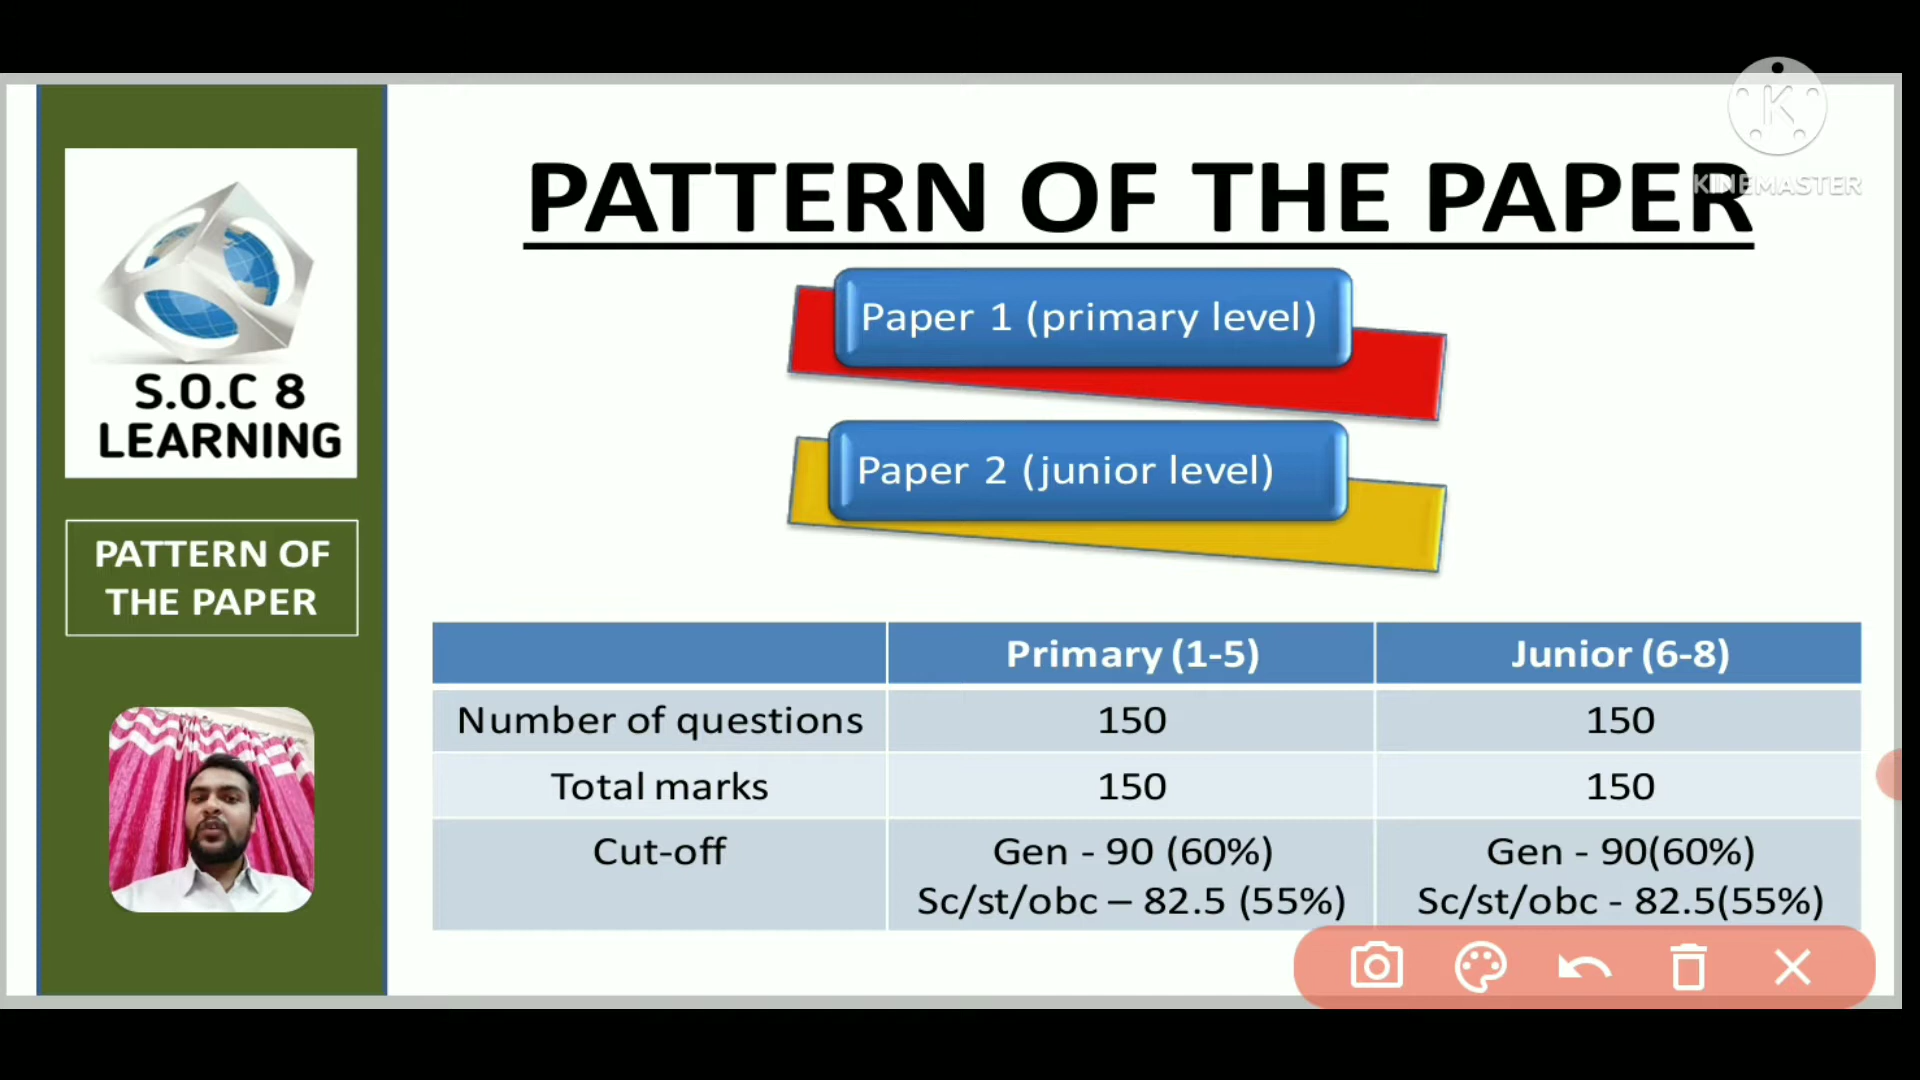 PATTERN OF THE PAPER
K
KINEMASTER
Paper 1 (primary level)
Paper 2 (junior level)
S.O.C 8
LEARNING
PATTERN OF
THE PAPER
Primary (1-5) Junior (6-8)
Number of questions 150 150
Total marks 150 150
Cut-off Gen - 90 (60%) Gen - 90(60%)
Sc/st/obc – 82.5 (55%) Sc/st/obc - 82.5(55%)